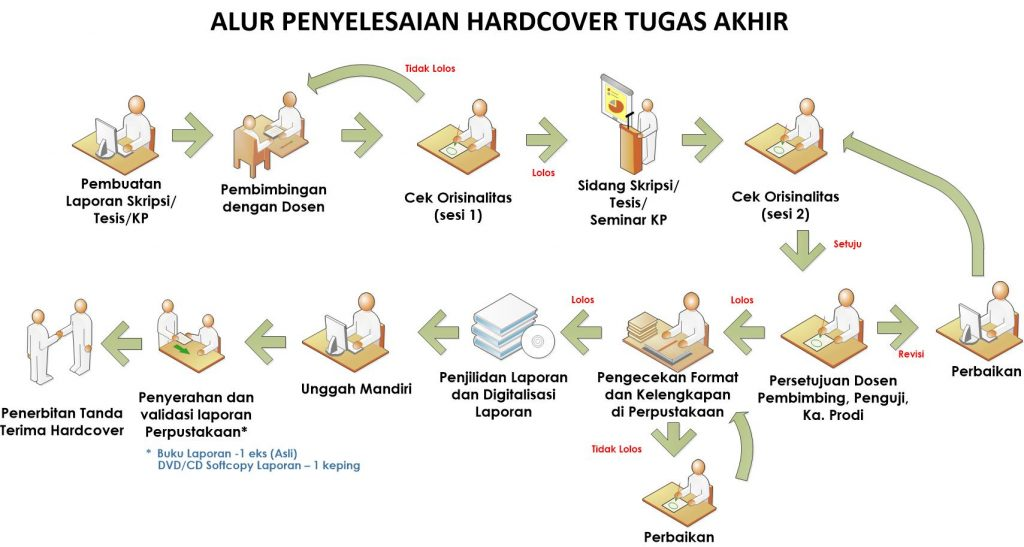 ALUR PENYELESAIAN HARDCOVER TUGAS AKHIR
Tidak Lolos
Pembuatan
Laporan Skripsi/
Tesis/KP
Pembimbingan
dengan Dosen
Cek Orisinalitas
(sesi 1)
Lolos
Sidang Skripsi/
Tesis/
Seminar KP
Cek Orisinalitas
(sesi 2)
Setuju
Penerbitan Tanda
Terima Hardcover
Penyerahan dan
validasi laporan
Perpustakaan*
* Buku Laporan -1 eks (Asli)
DVD/CD Softcopy Laporan – 1 keping
Unggah Mandiri
Penjilidan Laporan
dan Digitalisasi
Laporan
Lolos
Pengecekan Format
dan Kelengkapan
di Perpustakaan
Lolos
Persetujuan Dosen
Pembimbing, Penguji,
Ka. Prodi
Revisi
Perbaikan
Tidak Lolos
Perbaikan